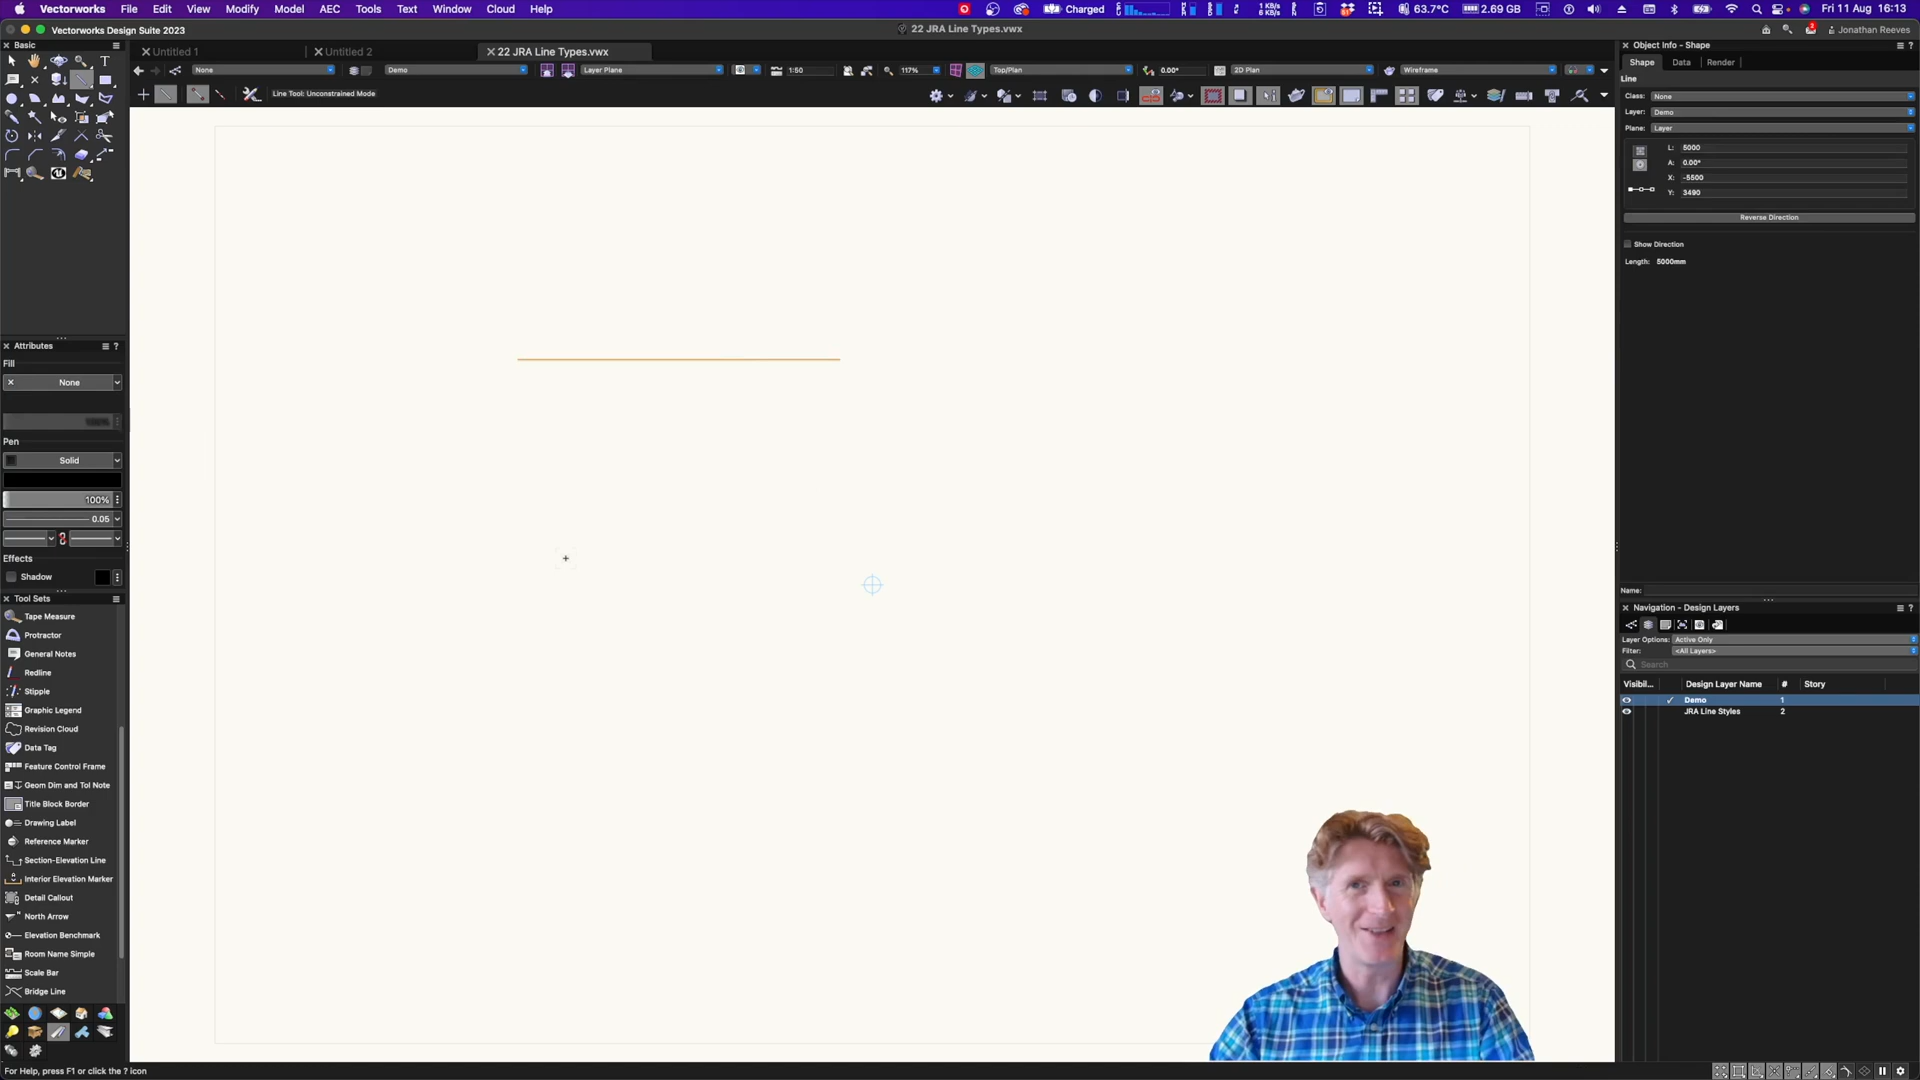 Vectorworks File Edit View Modify Model AEC Tools Text Window Cloud Help
Charged
1 KB/s
6 KB/s
63.7°C
2.69 GB
Fri 11 Aug 16:13
Vectorworks Design Suite 2023
22 JRA Line Types.vwx
Jonathan Reeves
Basic
Untitled 1
Untitled 2
22 JRA Line Types.vwx
None
Demo
Layer Plane
1:50
117%
Top/Plan
0.00°
2D Plan
Wireframe
Line Tool: Unconstrained Mode
Object Info - Shape
Shape Data Render
Line
Class: None
Layer: Demo
Plane: Layer
L: 5000
A: 0.00°
X: -5500
Y: 3490
Reverse Direction
Show Direction
Length: 5000mm
Name:
Attributes
Fill
None
100%
Pen
Solid
100%
0.05
Effects
Shadow
Tool Sets
Tape Measure
Protractor
General Notes
Redline
Stipple
Graphic Legend
Revision Cloud
Data Tag
Feature Control Frame
Geom Dim and Tol Note
Title Block Border
Drawing Label
Reference Marker
Section-Elevation Line
Interior Elevation Marker
Detail Callout
North Arrow
Elevation Benchmark
Room Name Simple
Scale Bar
Bridge Line
Navigation - Design Layers
Layer Options: Active Only
Filter: <All Layers>
Search
Visibil... Design Layer Name # Story
Demo 1
JRA Line Styles 2
For Help, press F1 or click the ? icon